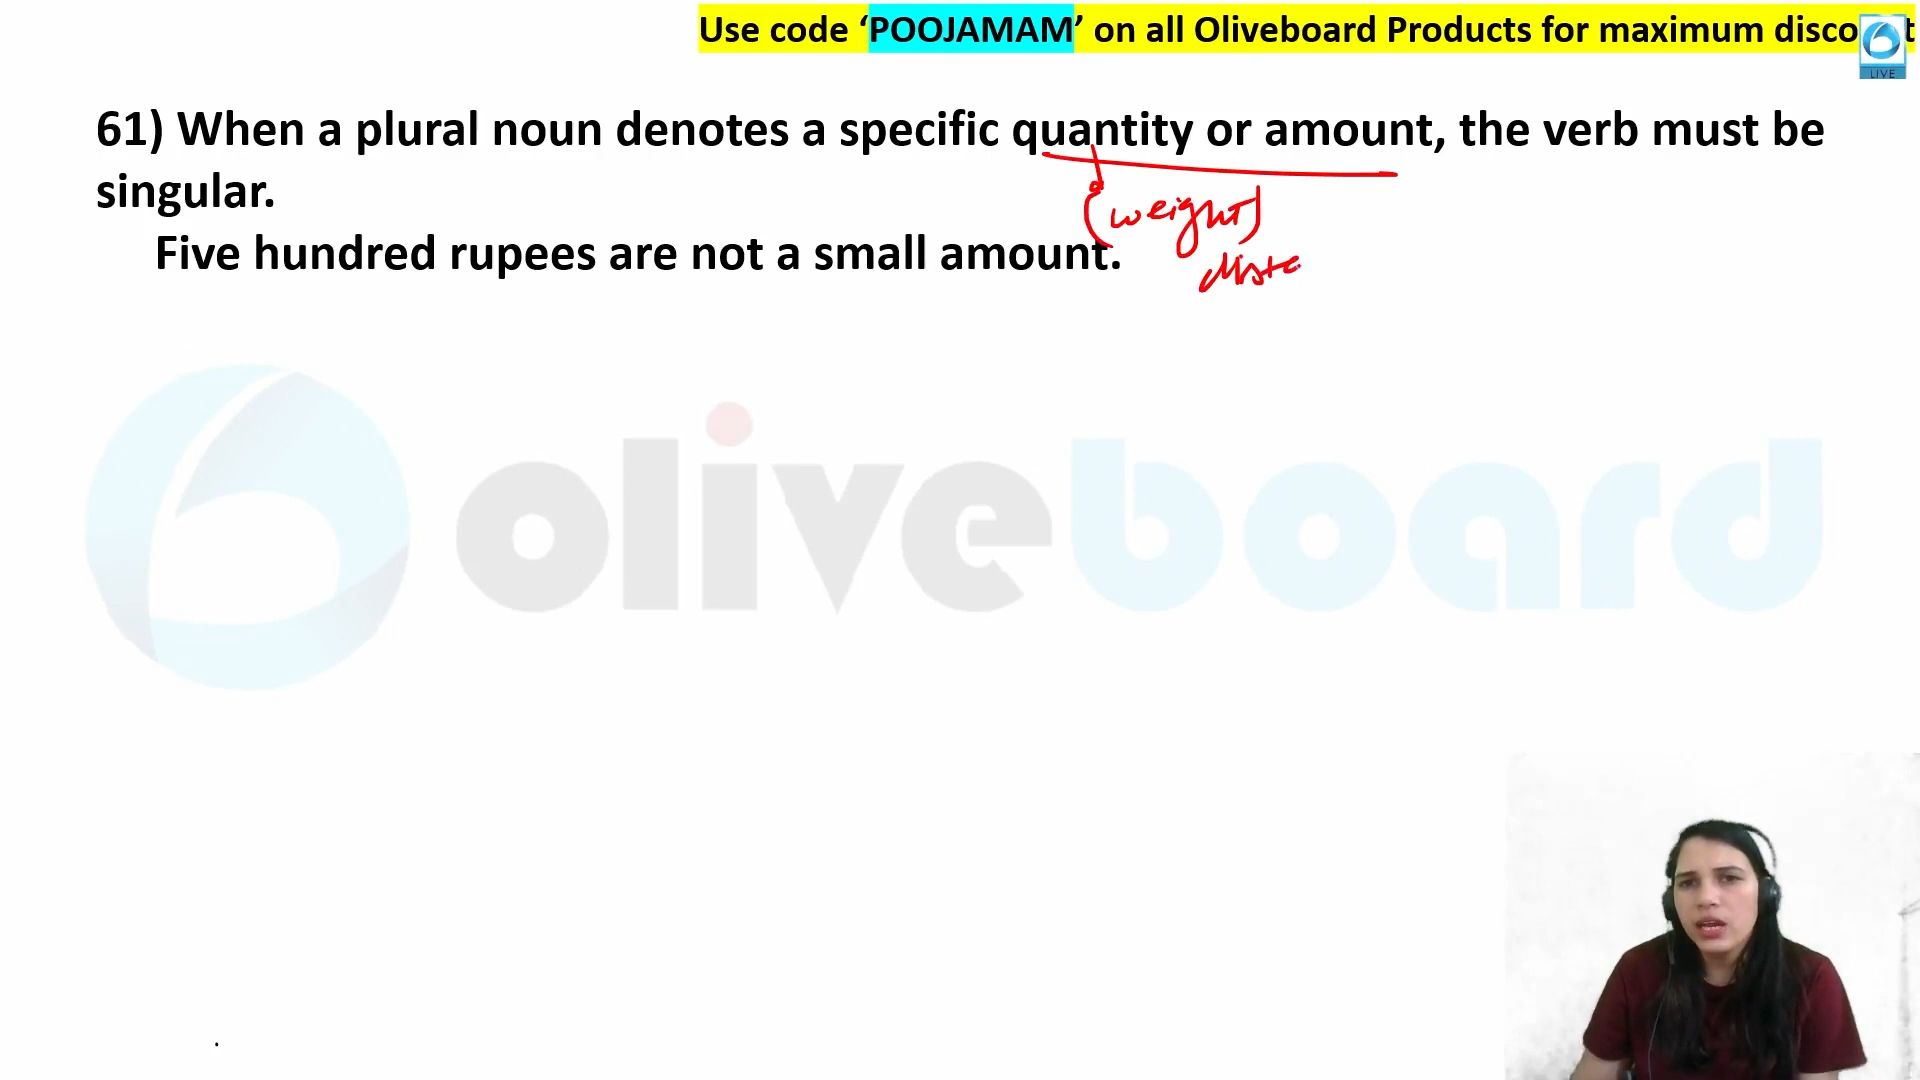 Use code ‘POOJAMAM’ on all Oliveboard Products for maximum disco t
LIVE
61) When a plural noun denotes a specific quantity or amount, the verb must be
singular.
(weight)
Five hundred rupees are not a small amount.
diste
oliveboard